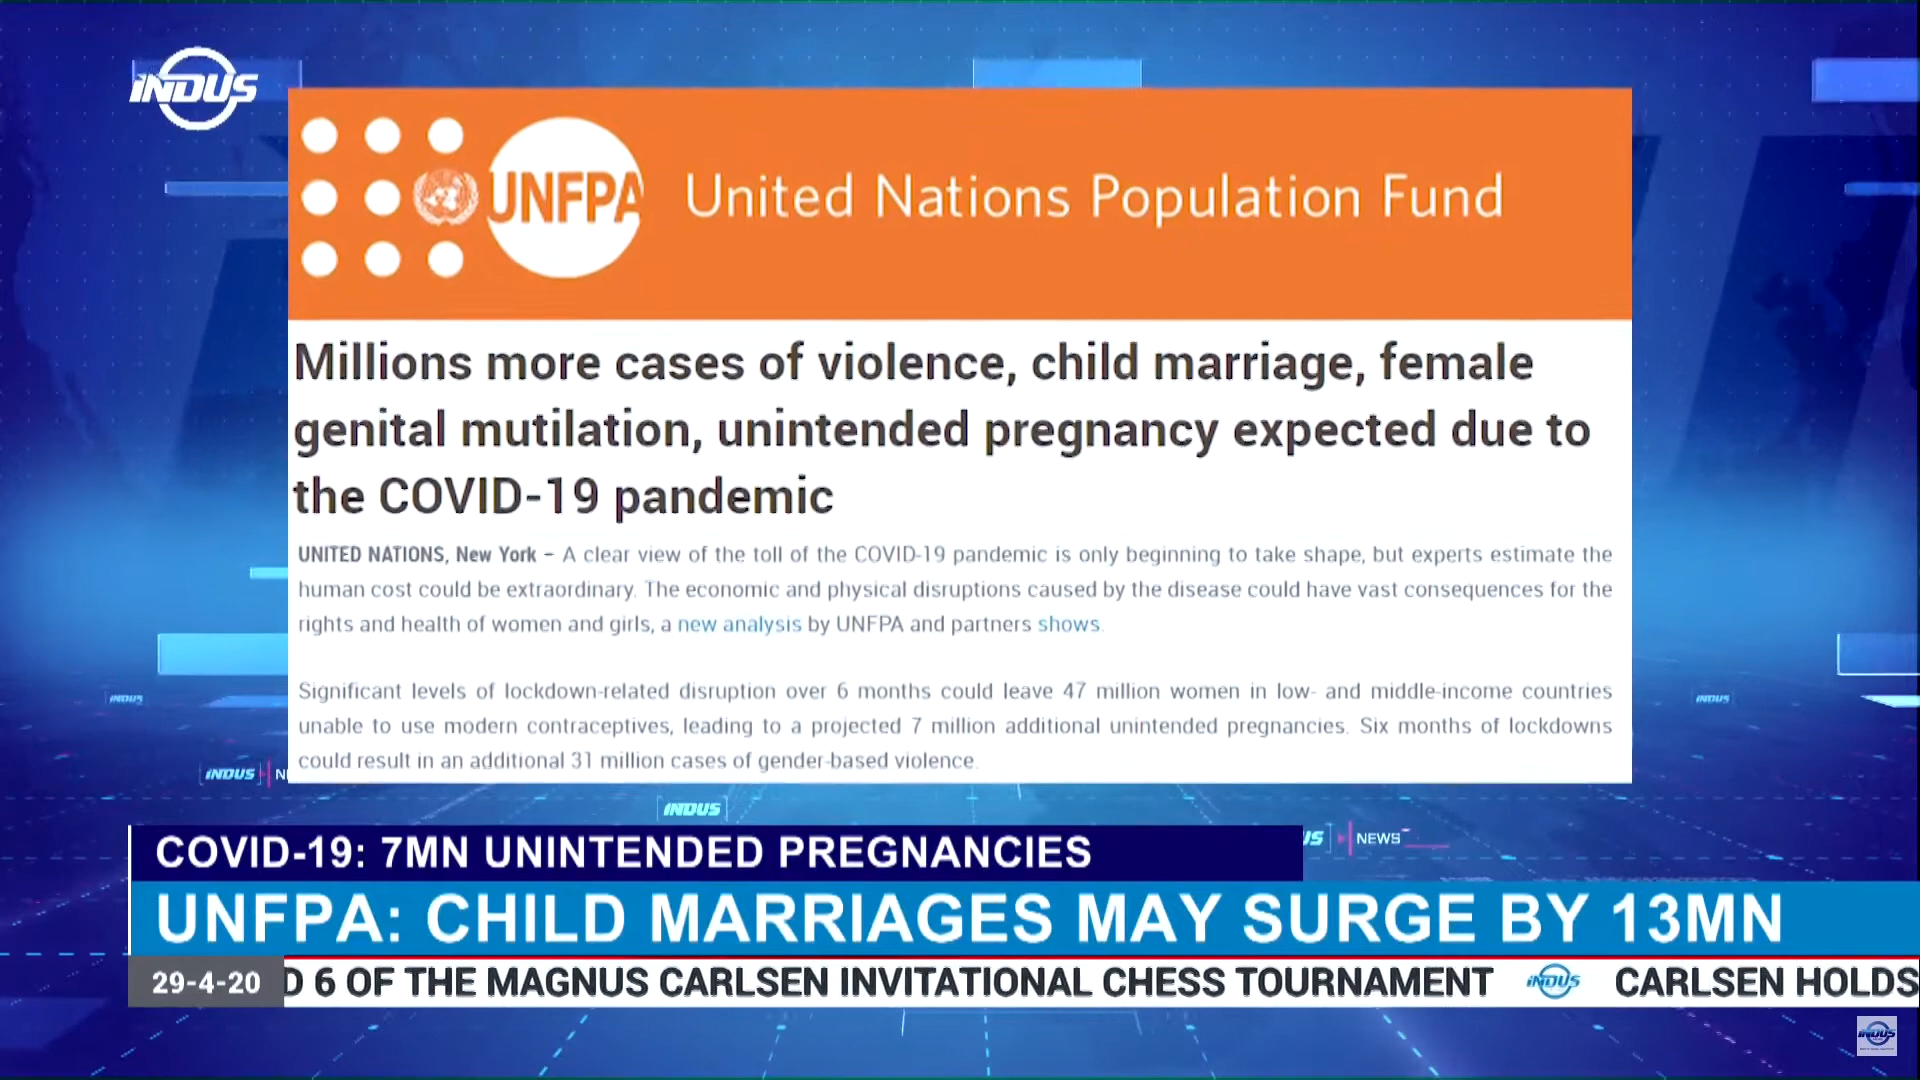 INDUS
UNFPA
United Nations Population Fund
Millions more cases of violence, child marriage, female
genital mutilation, unintended pregnancy expected due to
the COVID-19 pandemic
UNITED NATIONS, New York – A clear view of the toll of the COVID-19 pandemic is only beginning to take shape, but experts estimate the
human cost could be extraordinary. The economic and physical disruptions caused by the disease could have vast consequences for the
rights and health of women and girls, a new analysis by UNFPA and partners shows.
Significant levels of lockdown-related disruption over 6 months could leave 47 million women in low- and middle-income countries
unable to use modern contraceptives, leading to a projected 7 million additional unintended pregnancies. Six months of lockdowns
could result in an additional 31 million cases of gender-based violence.
INDUS
INDUS
INDUS N
INDUS
US NEWS
COVID-19: 7MN UNINTENDED PREGNANCIES
UNFPA: CHILD MARRIAGES MAY SURGE BY 13MN
29-4-20
D 6 OF THE MAGNUS CARLSEN INVITATIONAL CHESS TOURNAMENT INDUS CARLSEN HOLDS
INDUS